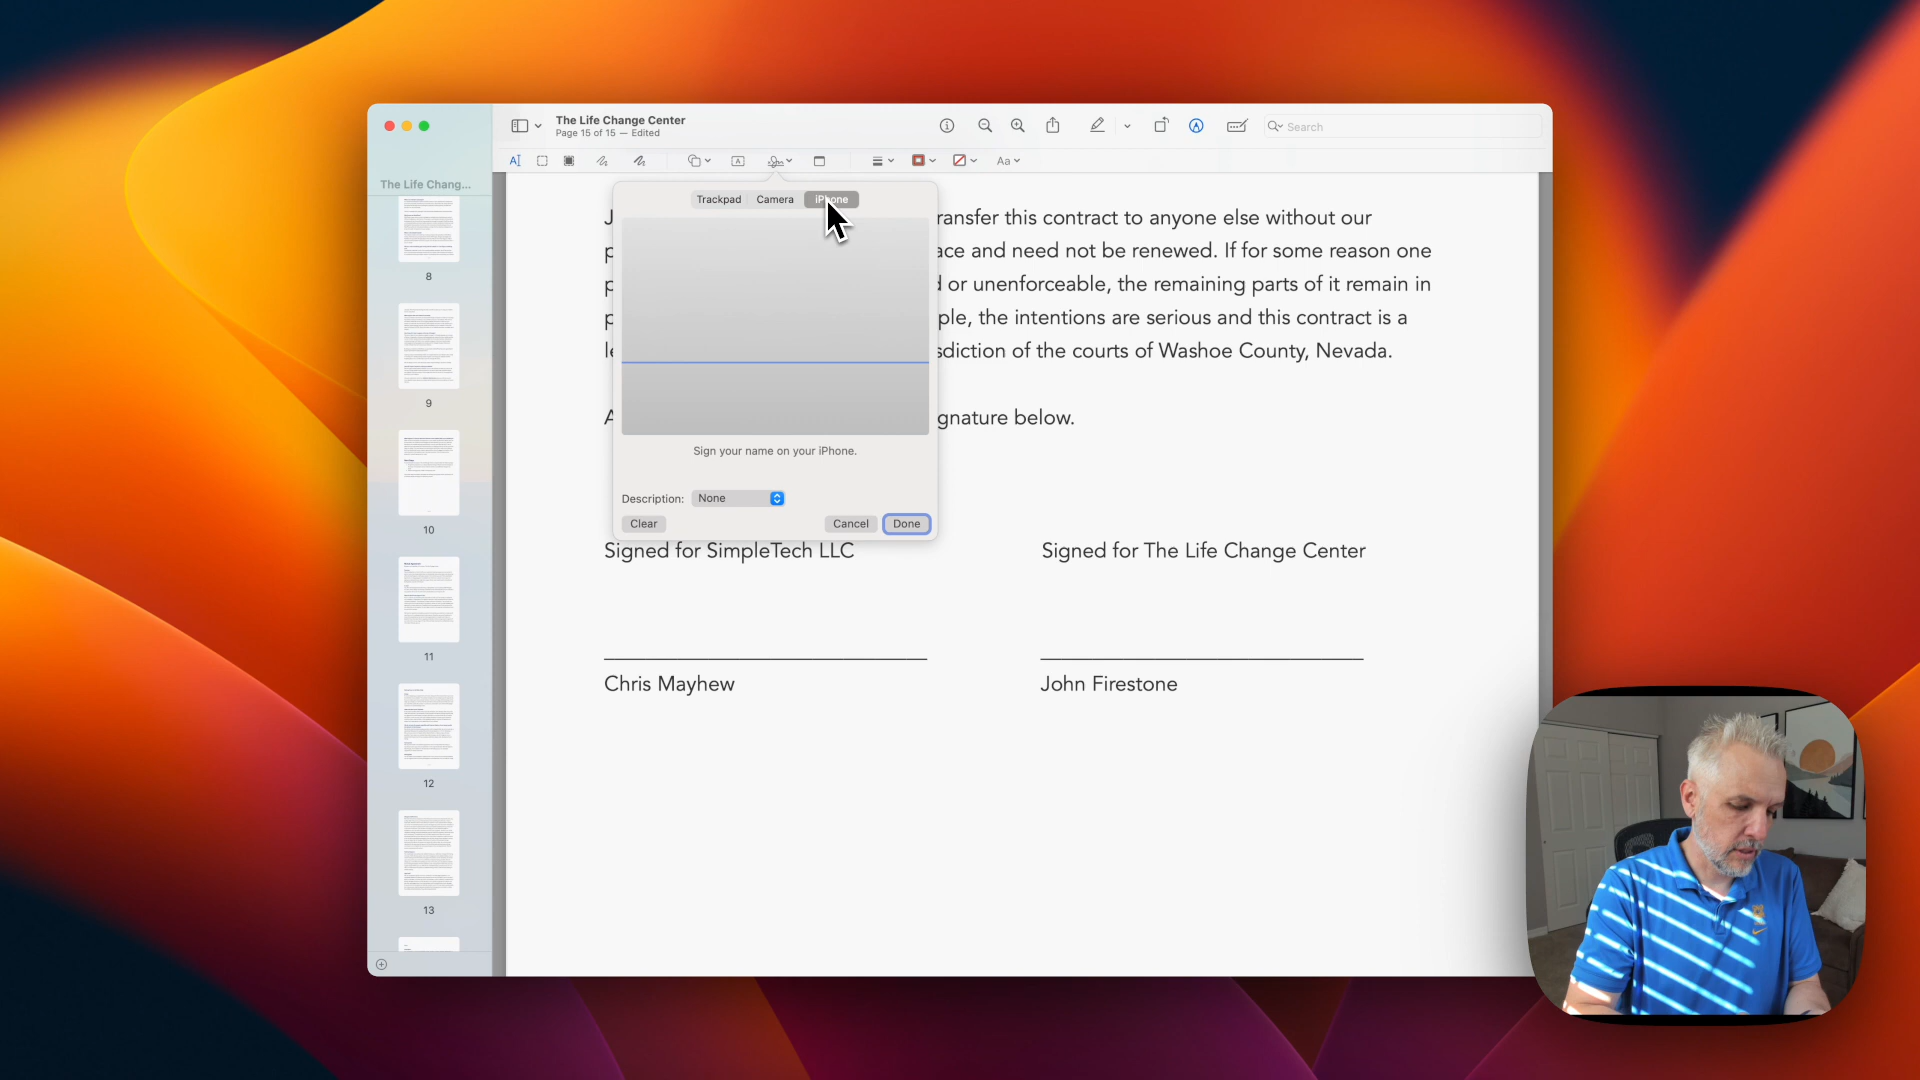 The Life Change Center
Page 15 of 15 — Edited
Search
Aa
The Life Chang...
8
9
10
11
12
13
Trackpad
Camera
iPhone
J
ransfer this contract to anyone else without our
p
ace and need not be renewed. If for some reason one
p
d or unenforceable, the remaining parts of it remain in
p
ple, the intentions are serious and this contract is a
le
sdiction of the courts of Washoe County, Nevada.
A
gnature below.
Sign your name on your iPhone.
Description: None
Clear
Cancel
Done
Signed for SimpleTech LLC
Signed for The Life Change Center
Chris Mayhew
John Firestone